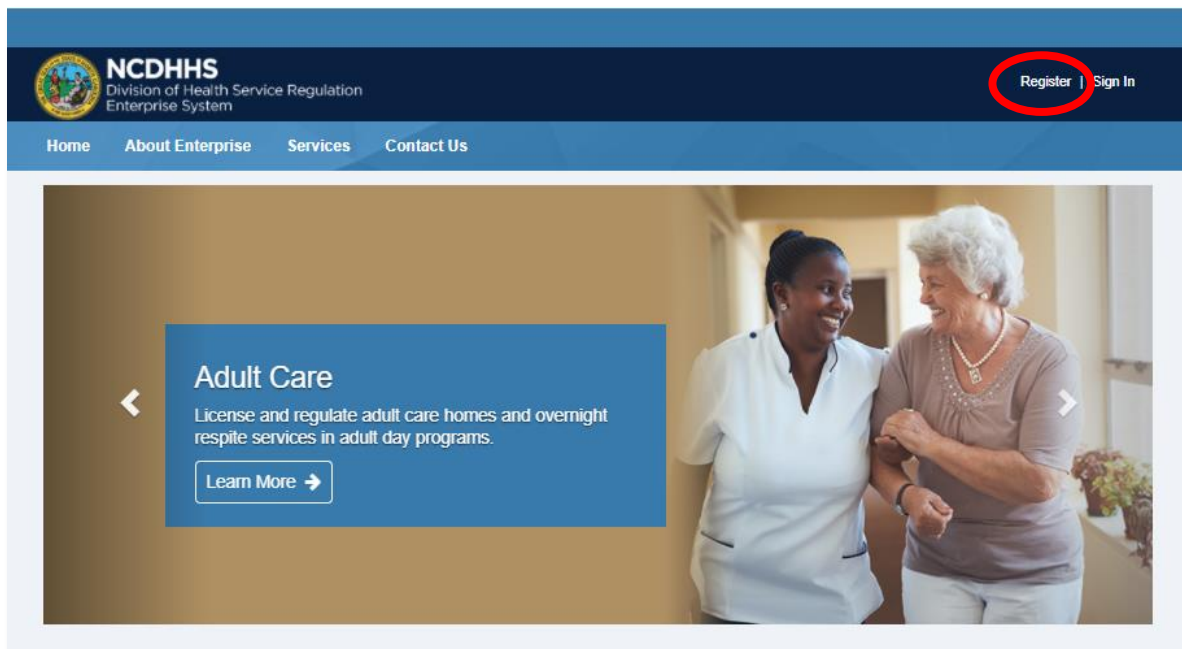 NCDHHS
Division of Health Service Regulation
Enterprise System
Register | Sign In
Home About Enterprise Services Contact Us
Adult Care
License and regulate adult care homes and overnight
respite services in adult day programs.
Learn More